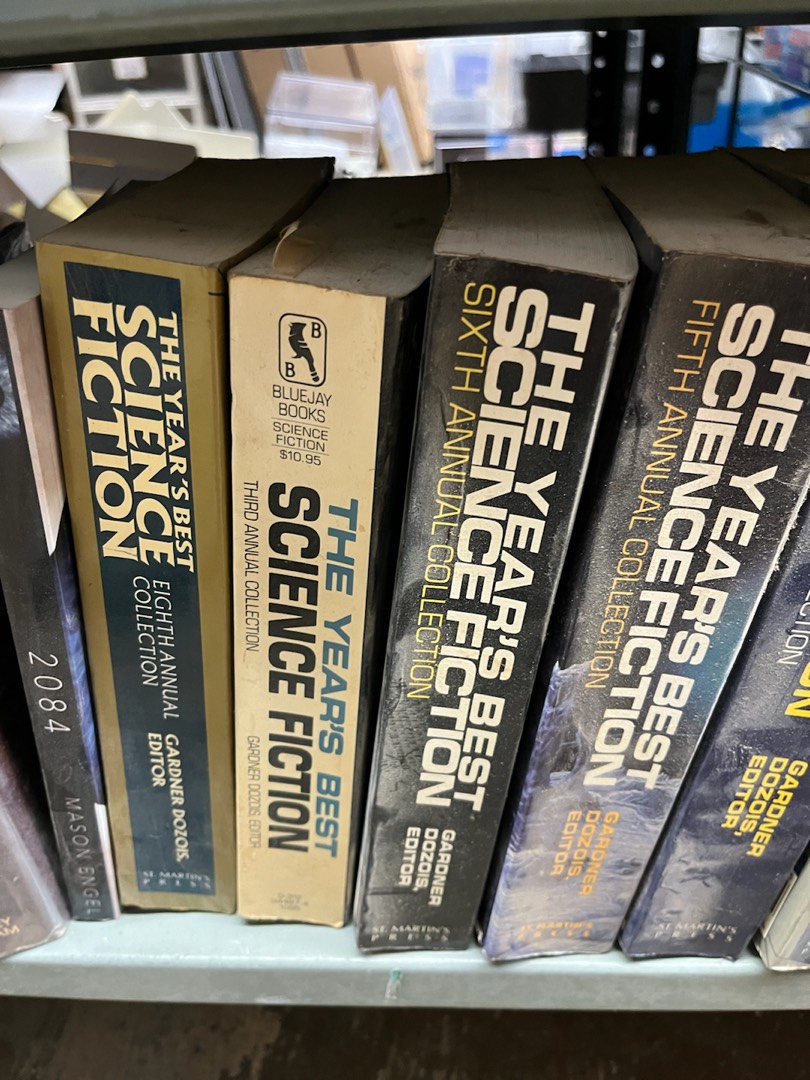 2084
MASON ENGEL
THE YEAR'S BEST
SCIENCE
FICTION
EIGHTH ANNUAL
COLLECTION
GARDNER DOZOIS,
EDITOR
ST. MARTIN'S
PRESS
B
B
BLUEJAY
BOOKS
SCIENCE
FICTION
$10.95
THE YEAR'S BEST
SCIENCE FICTION
THIRD ANNUAL COLLECTION
GARDNER DOZOIS, EDITOR
THE YEAR'S BEST
SCIENCE FICTION
SIXTH ANNUAL COLLECTION
GARDNER
DOZOIS,
EDITOR
ST. MARTIN'S
PRESS
THE YEAR'S BEST
SCIENCE FICTION
FIFTH ANNUAL COLLECTION
GARDNER
DOZOIS,
EDITOR
ST. MARTIN'S
PRESS
GARDNER
DOZOIS,
EDITOR
ST. MARTIN'S
PRESS